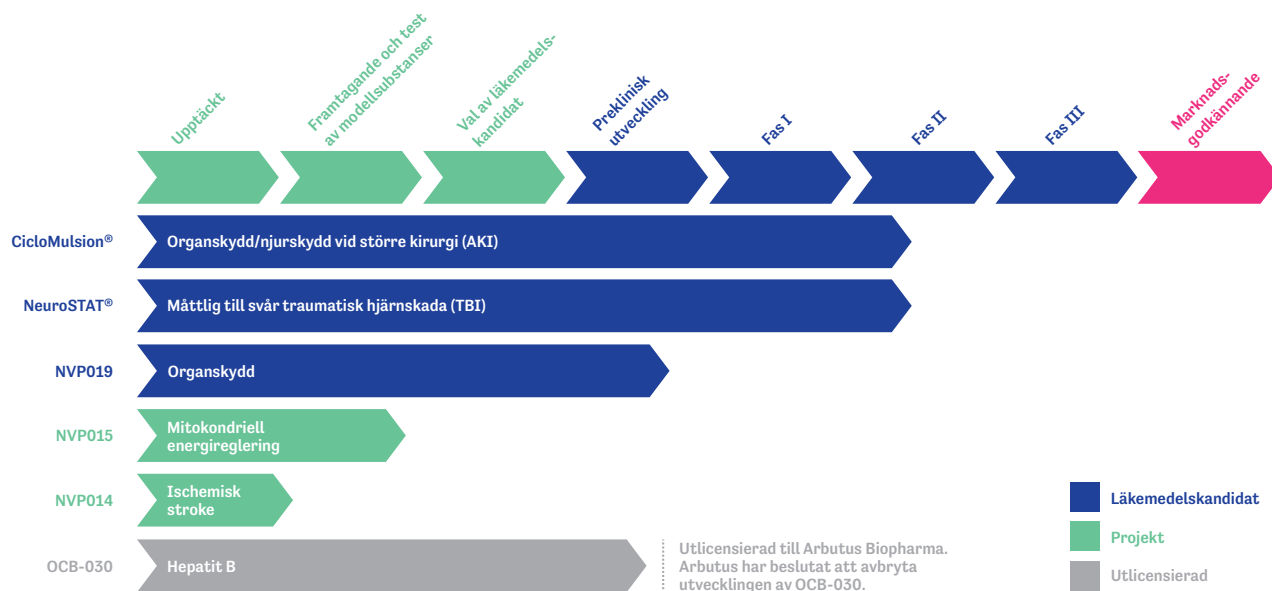 Upptäckt
Framtagande och test
av modellsubstanser
Val av läkemedels-
kandidat
Preklinisk
utveckling
Fas I
Fas II
Fas III
Marknads-
godkännande
CicloMulsion®
Organskydd/njurskydd vid större kirurgi (AKI)
NeuroSTAT®
Måttlig till svår traumatisk hjärnskada (TBI)
NVP019
Organskydd
NVP015
Mitokondriell
energireglering
NVP014
Ischemisk
stroke
OCB-030
Hepatit B
Utlicensierad till Arbutus Biopharma.
Arbutus har beslutat att avbryta
utvecklingen av OCB-030.
Läkemedelskandidat
Projekt
Utlicensierad